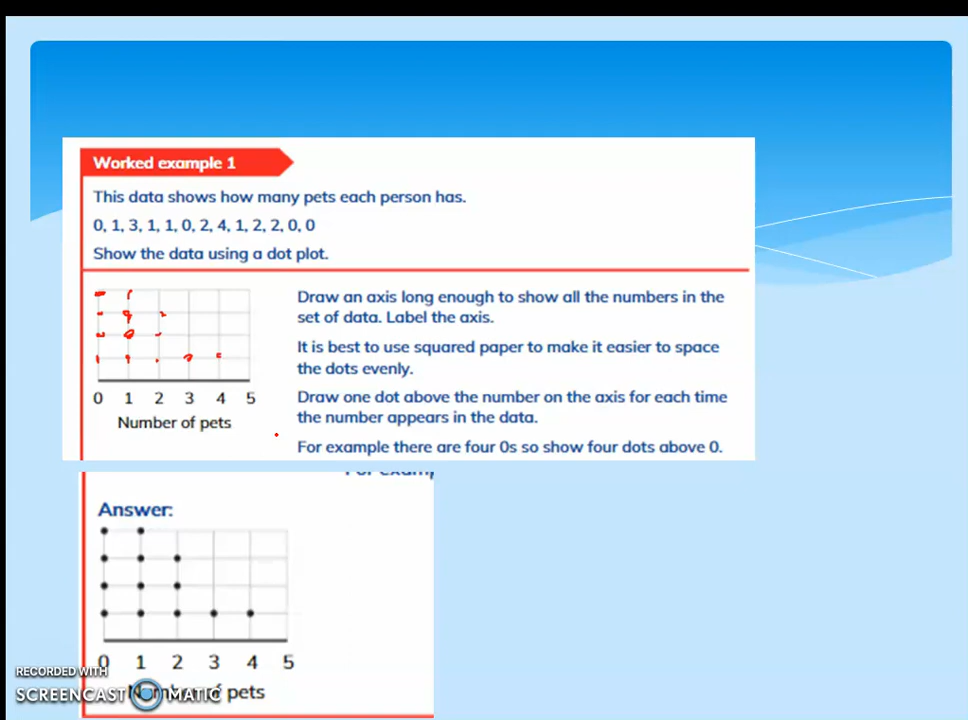 Worked example 1
This data shows how many pets each person has.
0, 1, 3, 1, 1, 0, 2, 4, 1, 2, 2, 0, 0
Show the data using a dot plot.
Draw an axis long enough to show all the numbers in the
set of data. Label the axis.
It is best to use squared paper to make it easier to space
the dots evenly.
Draw one dot above the number on the axis for each time
the number appears in the data.
For example there are four 0s so show four dots above 0.
0 1 2 3 4 5
Number of pets
For examp
Answer:
0 1 2 3 4 5
Number of pets
RECORDED WITH
SCREENCAST MATIC